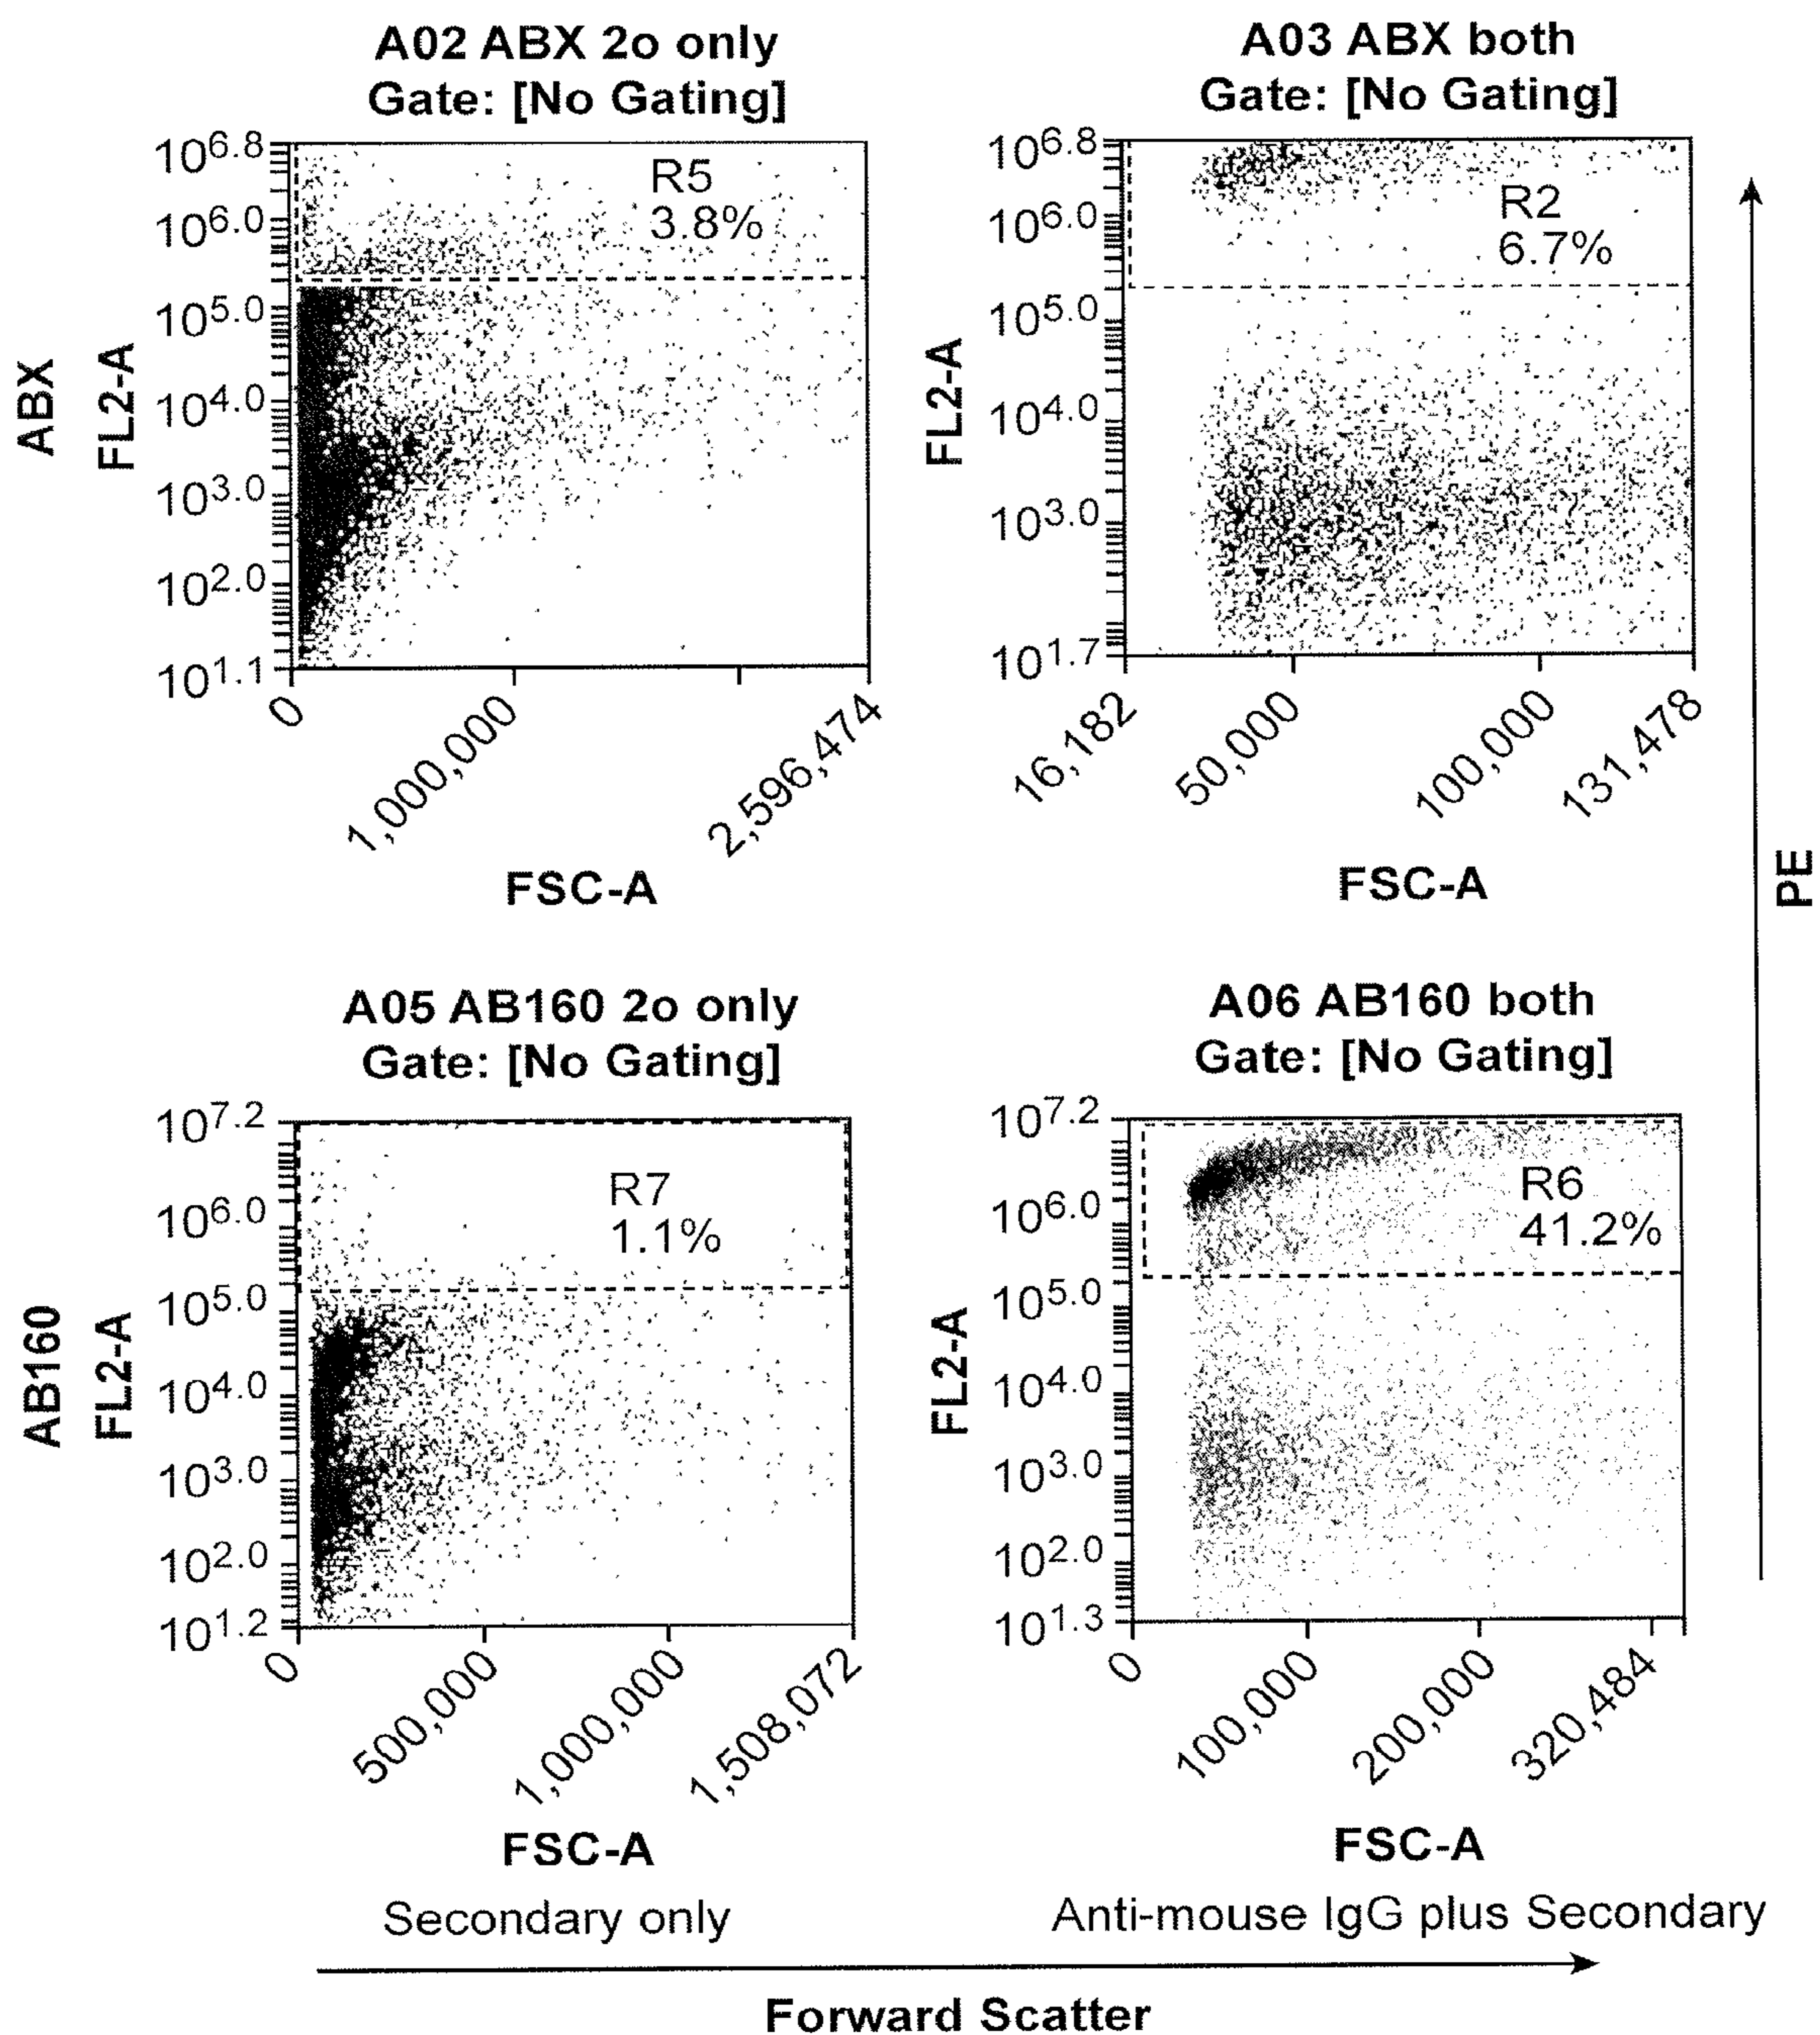 A02 ABX 2o only
Gate: [No Gating]
ABX
FL2-A
10^6.8
10^6.0
10^5.0
10^4.0
10^3.0
10^2.0
10^1.1
R5
3.8%
0
1,000,000
2,596,474
FSC-A
A03 ABX both
Gate: [No Gating]
FL2-A
10^6.8
10^6.0
10^5.0
10^4.0
10^3.0
10^1.7
R2
6.7%
16,182
50,000
100,000
131,478
FSC-A
PE
A05 AB160 2o only
Gate: [No Gating]
AB160
FL2-A
10^7.2
10^6.0
10^5.0
10^4.0
10^3.0
10^2.0
10^1.2
R7
1.1%
0
500,000
1,000,000
1,508,072
FSC-A
Secondary only
A06 AB160 both
Gate: [No Gating]
FL2-A
10^7.2
10^6.0
10^5.0
10^4.0
10^3.0
10^2.0
10^1.3
R6
41.2%
0
100,000
200,000
320,484
FSC-A
Anti-mouse IgG plus Secondary
Forward Scatter